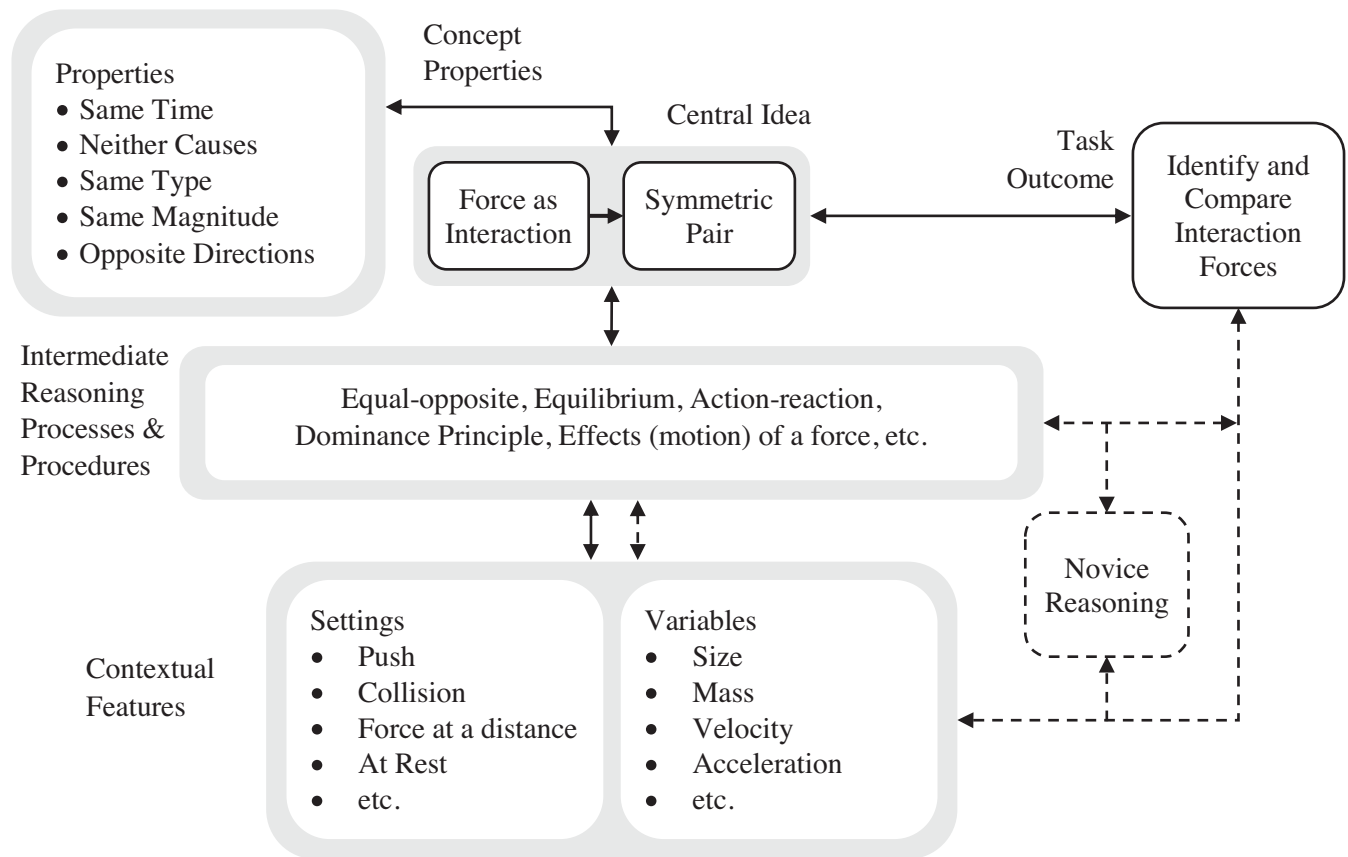 Concept
Properties
Properties
• Same Time
• Neither Causes
• Same Type
• Same Magnitude
• Opposite Directions
Central Idea
Force as
Interaction
Symmetric
Pair
Task
Outcome
Identify and
Compare
Interaction
Forces
Intermediate
Reasoning
Processes &
Procedures
Equal-opposite, Equilibrium, Action-reaction,
Dominance Principle, Effects (motion) of a force, etc.
Novice
Reasoning
Contextual
Features
Settings
• Push
• Collision
• Force at a distance
• At Rest
• etc.
Variables
• Size
• Mass
• Velocity
• Acceleration
• etc.